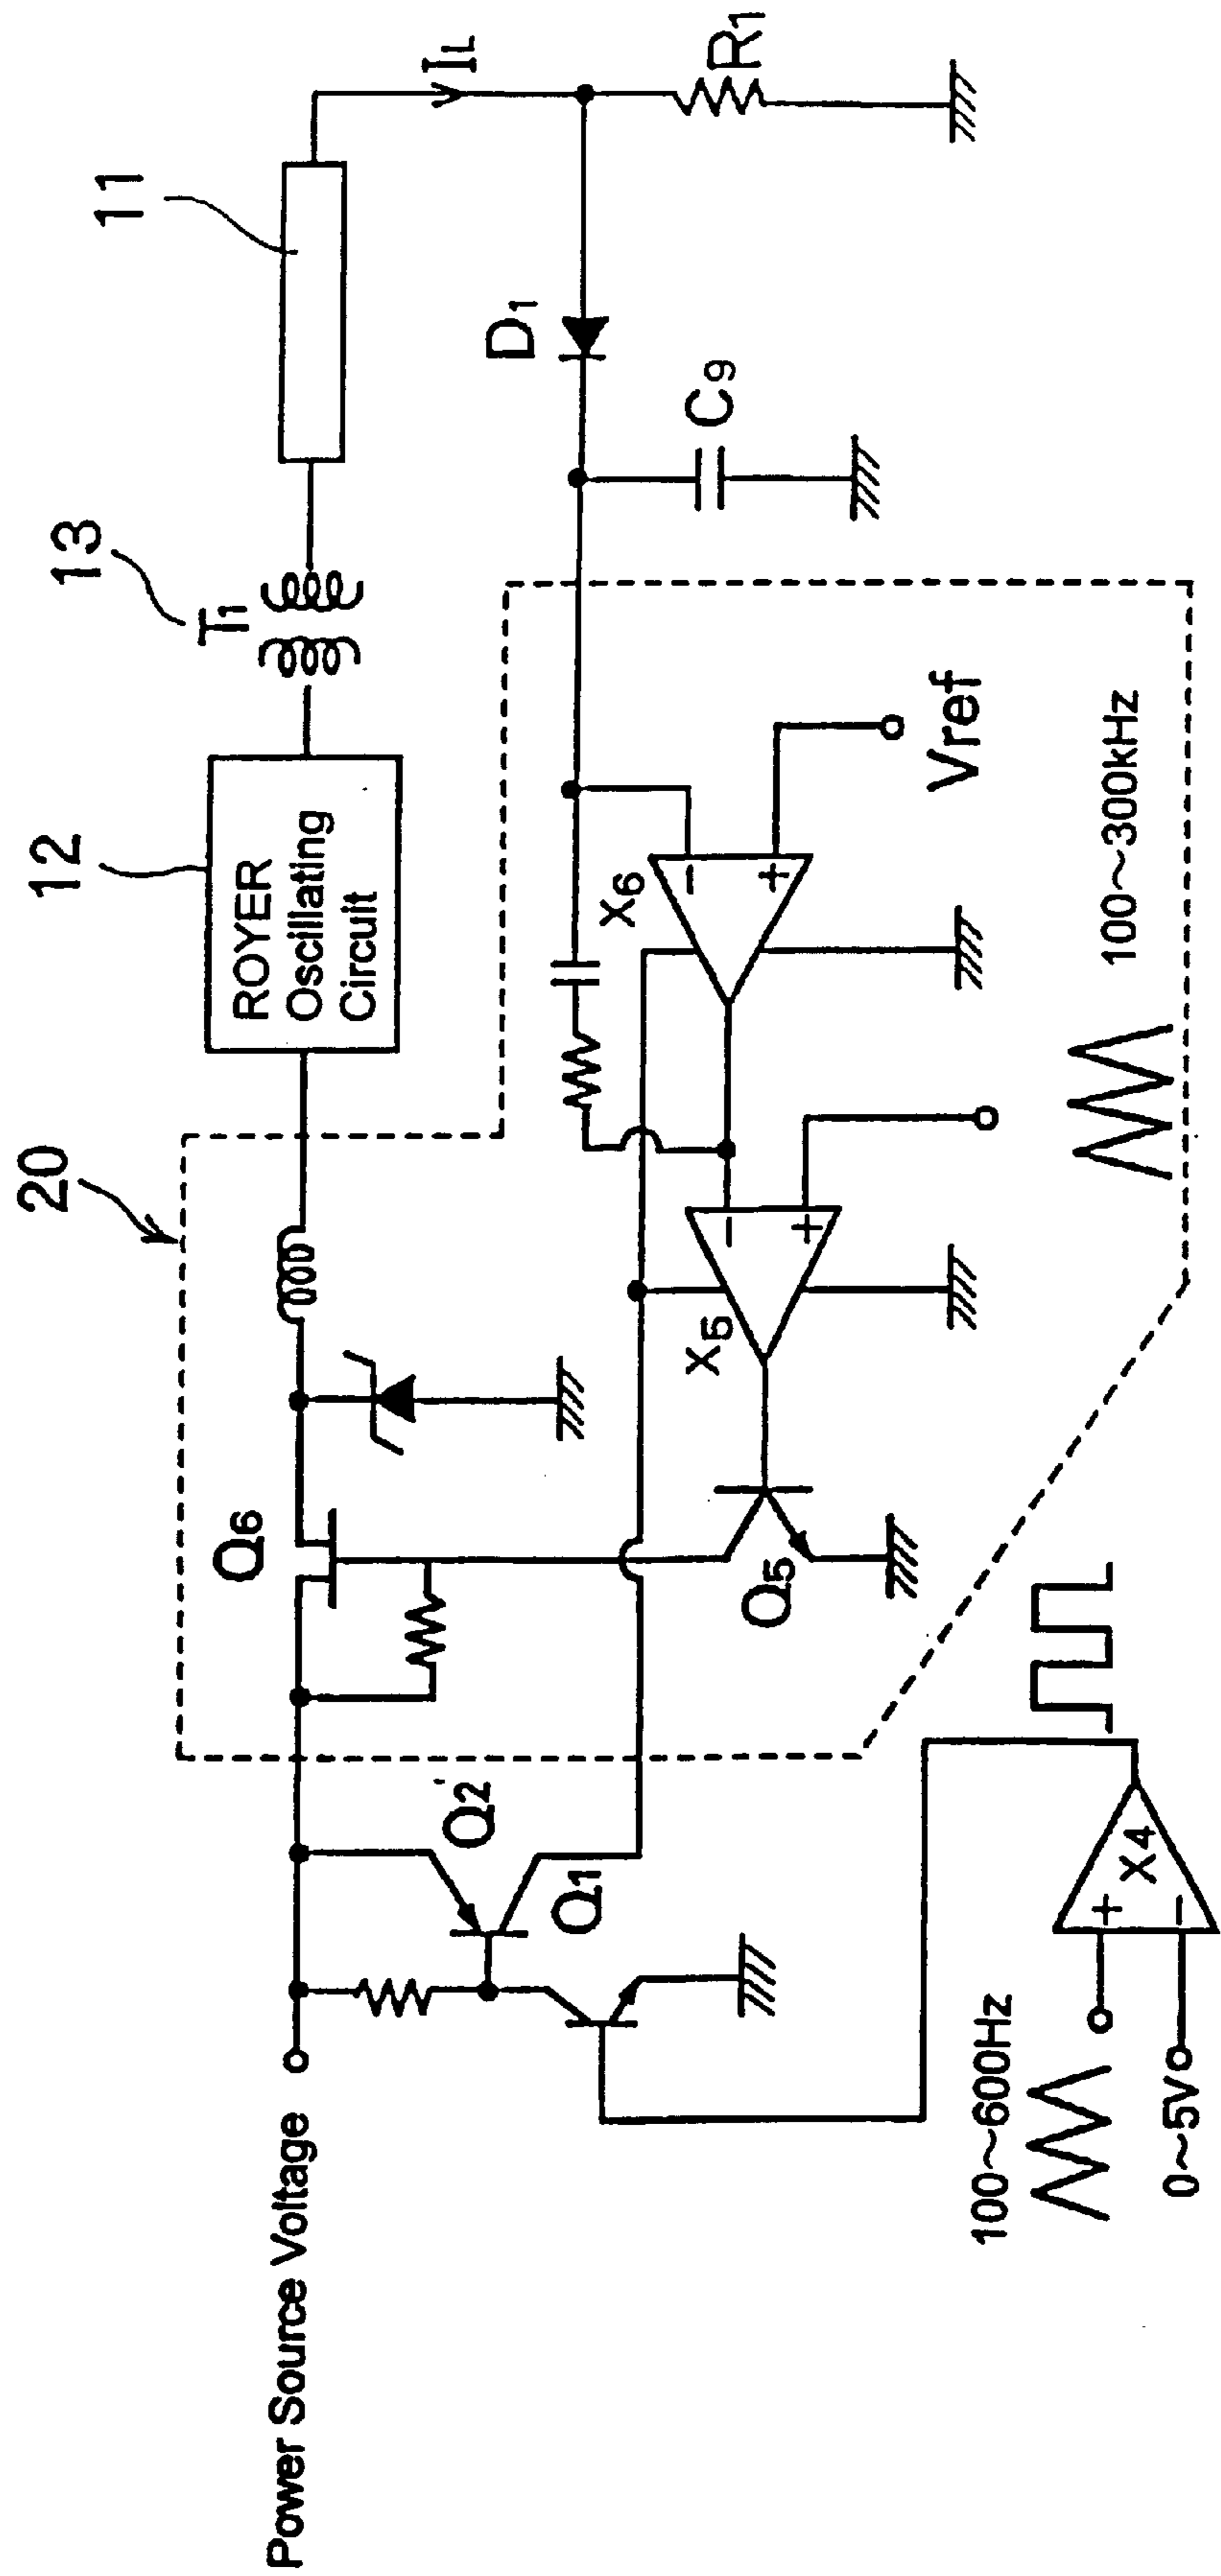 20
12
13
11
T1
ROYER
Oscillating
Circuit
IL
Q6
D1
R1
Power Source Voltage
Q2
C9
Q1
X6
X5
−
+
−
+
Vref
Q5
100~600Hz
100~300kHz
+
X4
−
0~5V